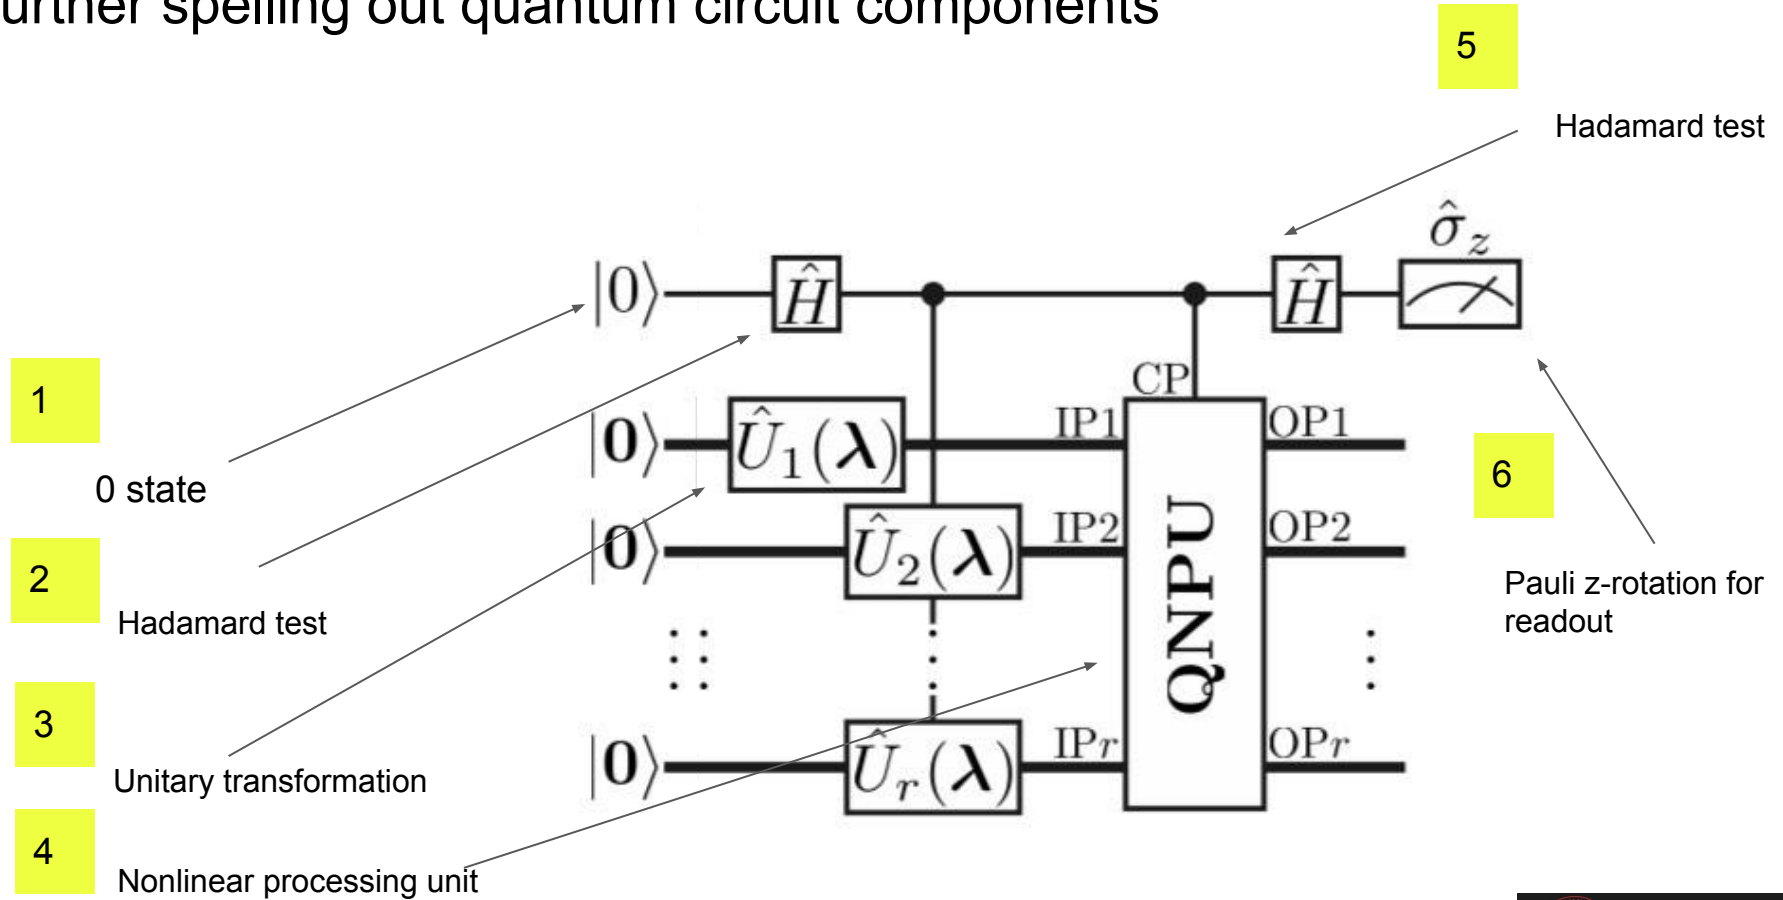 urther spelling out quantum circuit components
5
Hadamard test
σ̂z
|0⟩ Ĥ Ĥ
1
CP
|0⟩ Û1(λ) IP1 OP1
0 state
6
|0⟩ Û2(λ) IP2 OP2
QNPU
2
Hadamard test
Pauli z-rotation for
readout
3
|0⟩ Ûr(λ) IPr OPr
Unitary transformation
4
Nonlinear processing unit